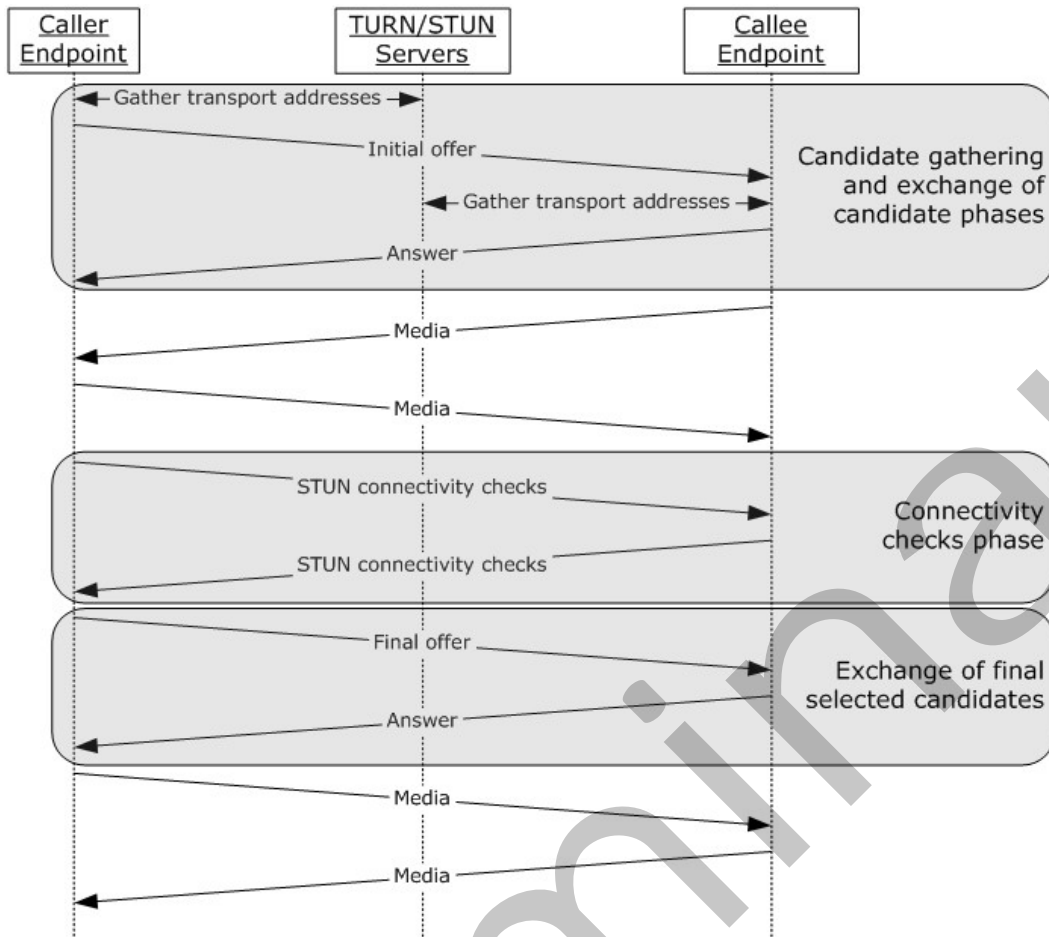 Caller
Endpoint
TURN/STUN
Servers
Callee
Endpoint
Gather transport addresses
Initial offer
Candidate gathering
and exchange of
candidate phases
Gather transport addresses
Answer
Media
Media
STUN connectivity checks
Connectivity
checks phase
STUN connectivity checks
Final offer
Exchange of final
selected candidates
Answer
Media
Media